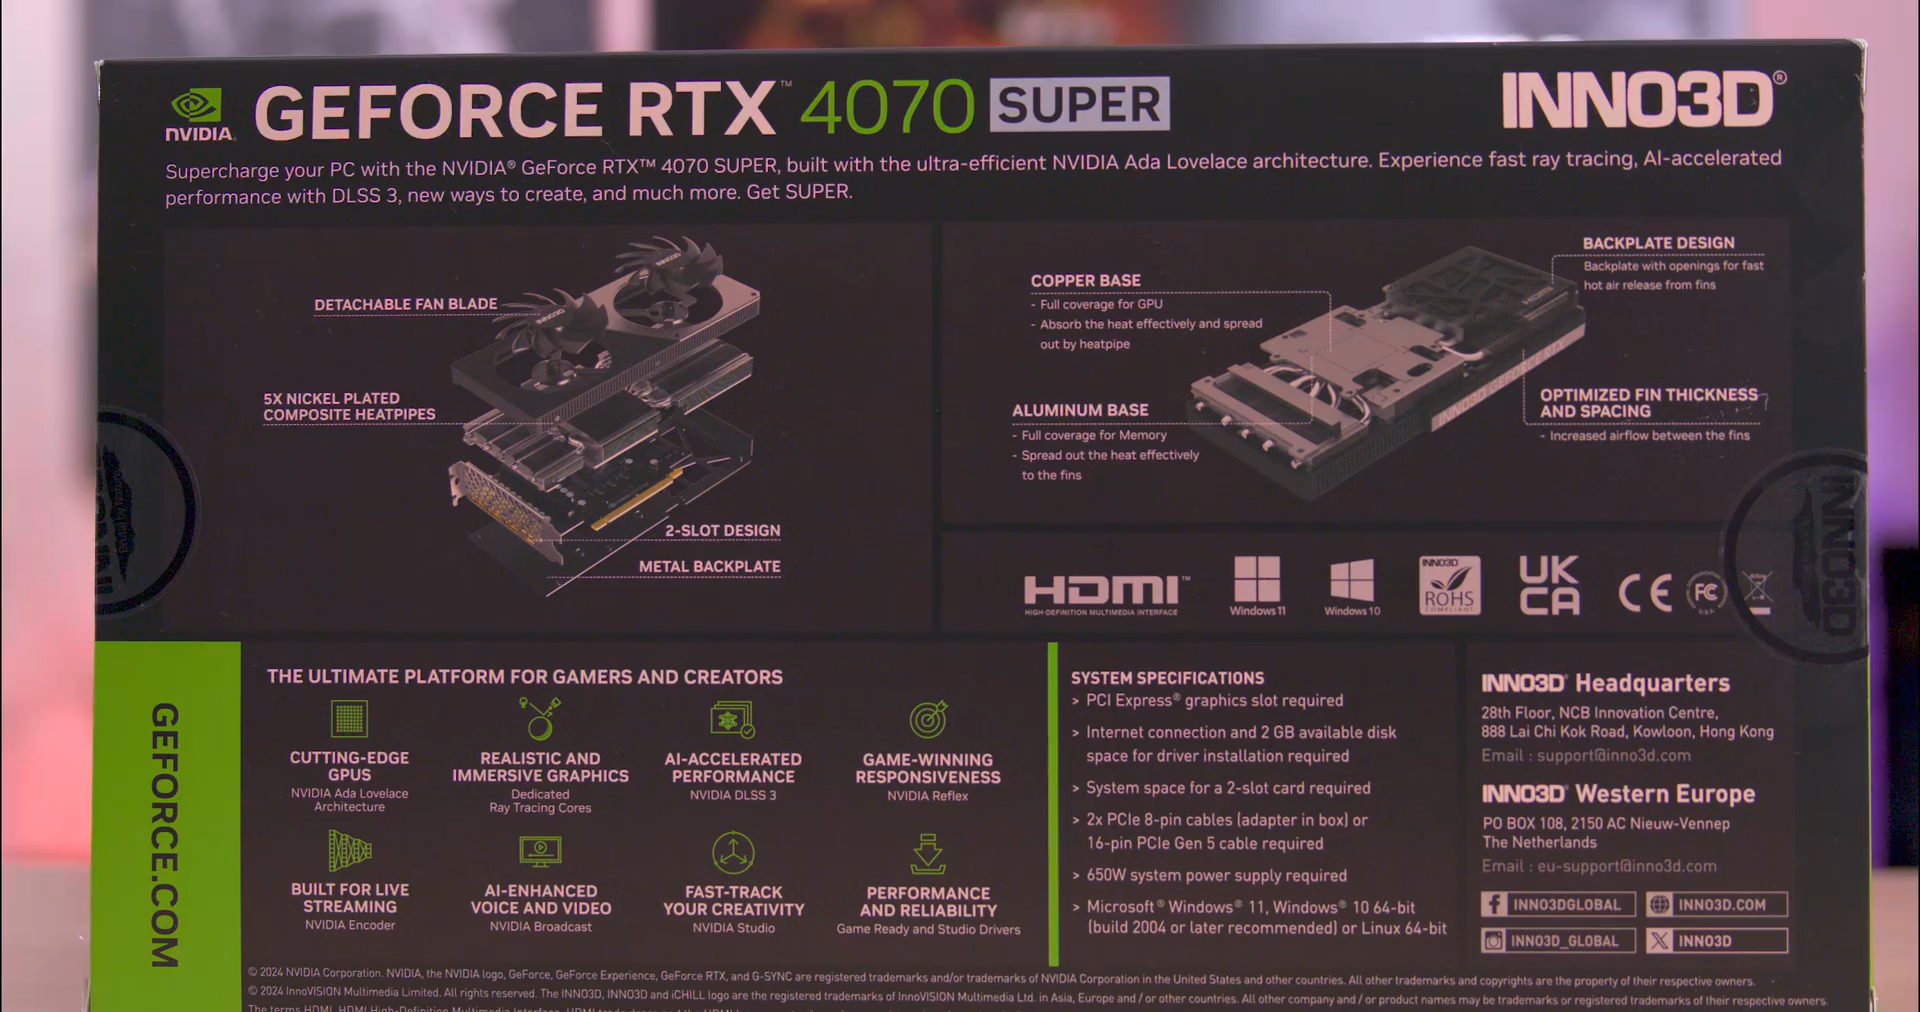 NVIDIA
GEFORCE RTX™ 4070 SUPER
INNO3D®
Supercharge your PC with the NVIDIA® GeForce RTX™ 4070 SUPER, built with the ultra-efficient NVIDIA Ada Lovelace architecture. Experience fast ray tracing, AI-accelerated
performance with DLSS 3, new ways to create, and much more. Get SUPER.
DETACHABLE FAN BLADE
5X NICKEL PLATED
COMPOSITE HEATPIPES
2-SLOT DESIGN
METAL BACKPLATE
COPPER BASE
- Full coverage for GPU
- Absorb the heat effectively and spread
out by heatpipe
ALUMINUM BASE
- Full coverage for Memory
- Spread out the heat effectively
to the fins
BACKPLATE DESIGN
Backplate with openings for fast
hot air release from fins
OPTIMIZED FIN THICKNESS
AND SPACING
- Increased airflow between the fins
HDMI™
HIGH-DEFINITION MULTIMEDIA INTERFACE
Windows 11
Windows 10
INNO3D
ROHS
COMPLIANT
UK
CA
CE
FC
U.S.A
INNO3D
GEFORCE.COM
THE ULTIMATE PLATFORM FOR GAMERS AND CREATORS
CUTTING-EDGE
GPUS
NVIDIA Ada Lovelace
Architecture
REALISTIC AND
IMMERSIVE GRAPHICS
Dedicated
Ray Tracing Cores
AI-ACCELERATED
PERFORMANCE
NVIDIA DLSS 3
GAME-WINNING
RESPONSIVENESS
NVIDIA Reflex
BUILT FOR LIVE
STREAMING
NVIDIA Encoder
AI-ENHANCED
VOICE AND VIDEO
NVIDIA Broadcast
FAST-TRACK
YOUR CREATIVITY
NVIDIA Studio
PERFORMANCE
AND RELIABILITY
Game Ready and Studio Drivers
SYSTEM SPECIFICATIONS
> PCI Express® graphics slot required
> Internet connection and 2 GB available disk
space for driver installation required
> System space for a 2-slot card required
> 2x PCIe 8-pin cables (adapter in box) or
16-pin PCIe Gen 5 cable required
> 650W system power supply required
> Microsoft® Windows® 11, Windows® 10 64-bit
(build 2004 or later recommended) or Linux 64-bit
INNO3D® Headquarters
28th Floor, NCB Innovation Centre,
888 Lai Chi Kok Road, Kowloon, Hong Kong
Email : support@inno3d.com
INNO3D® Western Europe
PO BOX 108, 2150 AC Nieuw-Vennep
The Netherlands
Email : eu-support@inno3d.com
INNO3DGLOBAL
INNO3D.COM
INNO3D_GLOBAL
INNO3D
© 2024 NVIDIA Corporation. NVIDIA, the NVIDIA logo, GeForce, GeForce Experience, GeForce RTX, and G-SYNC are registered trademarks and/or trademarks of NVIDIA Corporation in the United States and other countries. All other trademarks and copyrights are the property of their respective owners.
© 2024 InnoVISION Multimedia Limited. All rights reserved. The INNO3D, INNO3D and iCHILL logo are the registered trademarks of InnoVISION Multimedia Ltd. in Asia, Europe and / or other countries. All other company and / or product names may be trademarks or registered trademarks of their respective owners.